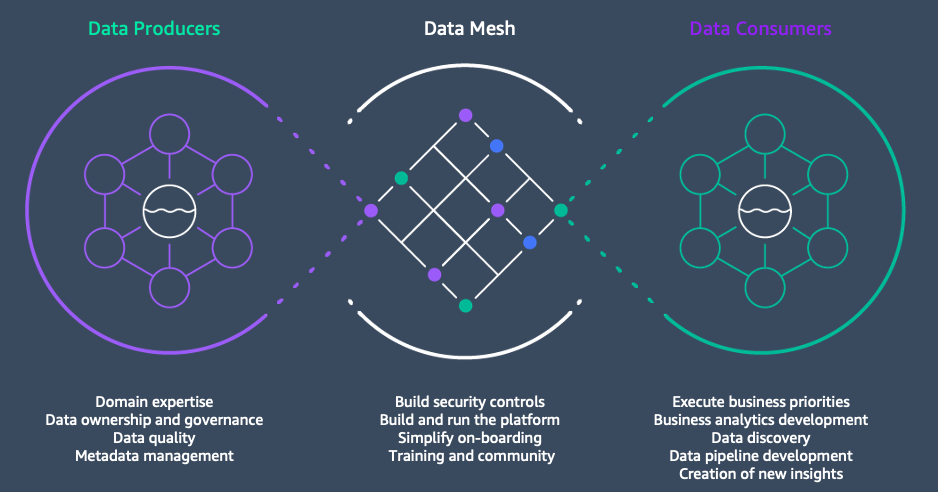 Data Producers
Data Mesh
Data Consumers
Domain expertise
Data ownership and governance
Data quality
Metadata management
Build security controls
Build and run the platform
Simplify on-boarding
Training and community
Execute business priorities
Business analytics development
Data discovery
Data pipeline development
Creation of new insights